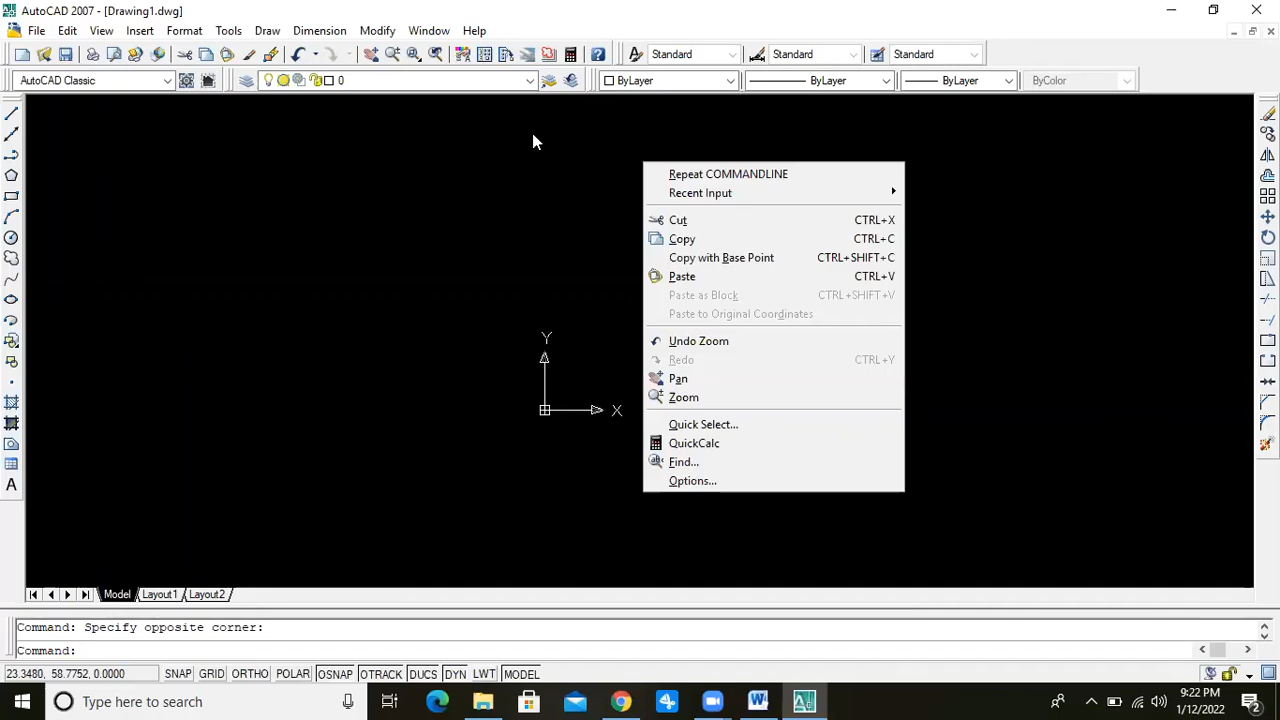 AutoCAD 2007 - [Drawing1.dwg]
File Edit View Insert Format Tools Draw Dimension Modify Window Help
Standard Standard Standard
AutoCAD Classic 0 ByLayer ByLayer ByLayer ByColor
Repeat COMMANDLINE
Recent Input
Cut CTRL+X
Copy CTRL+C
Copy with Base Point CTRL+SHIFT+C
Paste CTRL+V
Paste as Block CTRL+SHIFT+V
Paste to Original Coordinates
Undo Zoom
Redo CTRL+Y
Pan
Zoom
Quick Select...
QuickCalc
Find...
Options...
Y
X
A
Model Layout1 Layout2
Command: Specify opposite corner:
Command:
23.3480, 58.7752, 0.0000 SNAP GRID ORTHO POLAR OSNAP OTRACK DUCS DYN LWT MODEL
Type here to search
9:22 PM
1/12/2022
2